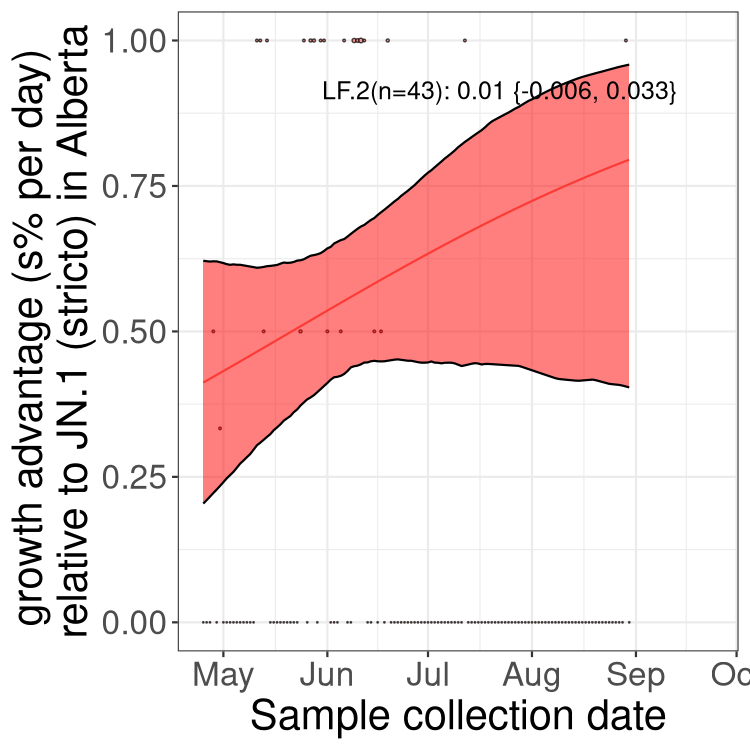 growth advantage (s% per day)
relative to JN.1 (stricto) in Alberta
1.00
0.75
0.50
0.25
0.00
LF.2(n=43): 0.01 {-0.006, 0.033}
May Jun Jul Aug Sep Oc
Sample collection date